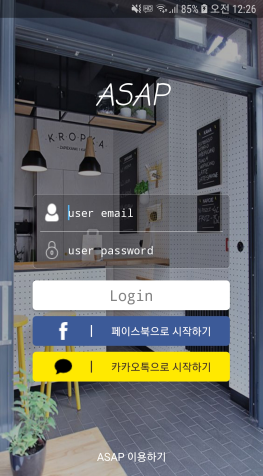 85% 오전 12:26
ASAP
KROPKA
user email
user password
Login
페이스북으로 시작하기
카카오톡으로 시작하기
ASAP 이용하기